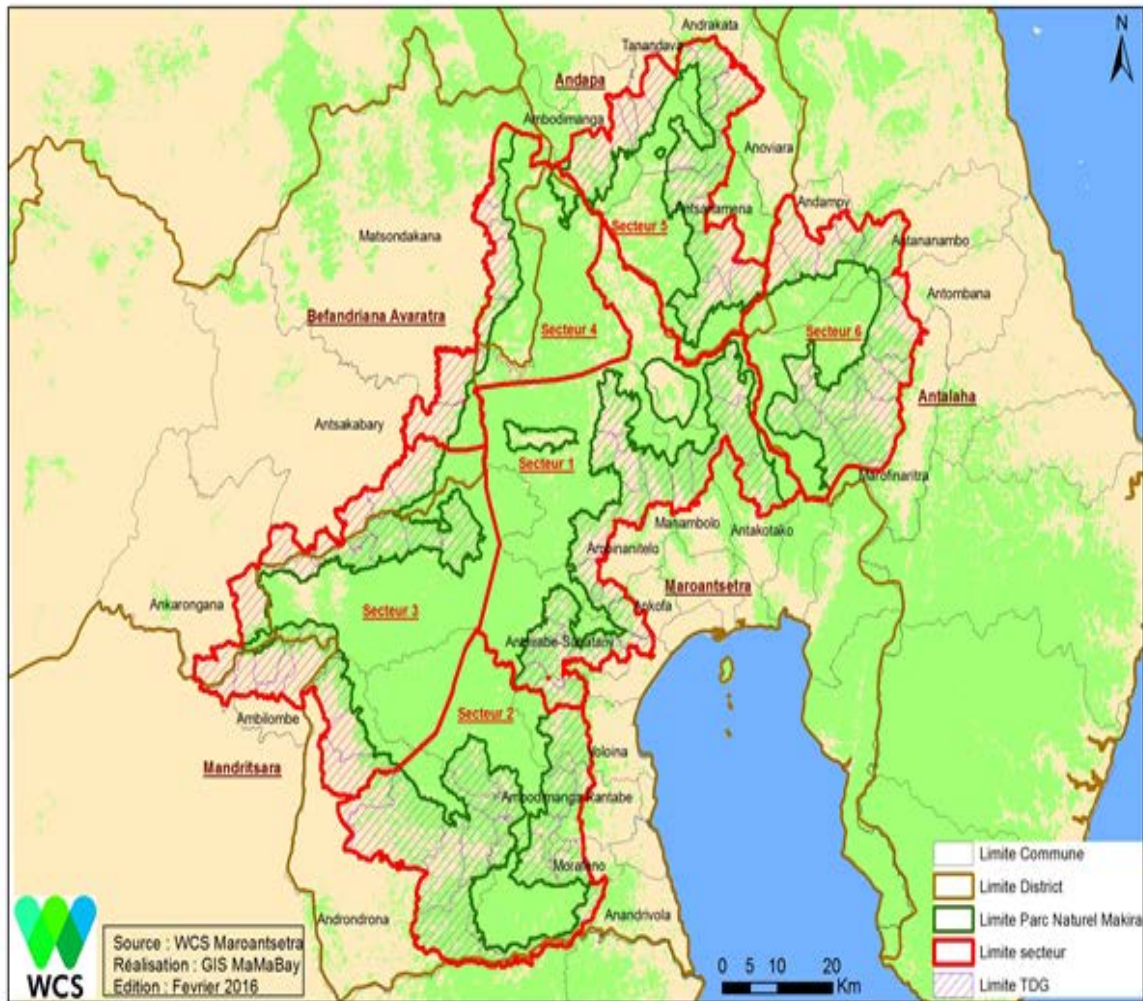 N
Andrakata
Tanandava
Andapa
Ambodimanga
Anoviara
Andampy
Antsahamena
Matsondakana
Secteur 5
Antananambo
Antombana
Befandriana Avaratra
Secteur 4
Secteur 6
Antalaha
Antsakabary
Secteur 1
Marofinaritra
Manambolo
Antakotako
Ambinanitelo
Maroantsetra
Ankarongana
Secteur 3
Ankofa
Ambilombe
Secteur 2
Mandritsara
Voloina
Ambodimanga-Rantabe
Morafeno
Androndrona
Anandrivola
Limite Commune
Limite District
Limite Parc Naturel Makira
Limite secteur
Limite TDG
0 5 10 20
Km
WCS
Source : WCS Maroantsetra
Réalisation : GIS MaMaBay
Edition : Fevrier 2016